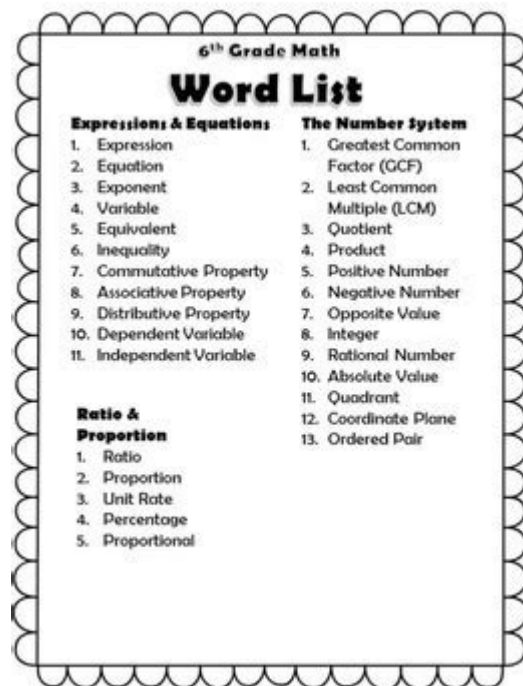 6th Grade Math
Word List
Expressions & Equations
1. Expression
2. Equation
3. Exponent
4. Variable
5. Equivalent
6. Inequality
7. Commutative Property
8. Associative Property
9. Distributive Property
10. Dependent Variable
11. Independent Variable
Ratio &
Proportion
1. Ratio
2. Proportion
3. Unit Rate
4. Percentage
5. Proportional
The Number System
1. Greatest Common
Factor (GCF)
2. Least Common
Multiple (LCM)
3. Quotient
4. Product
5. Positive Number
6. Negative Number
7. Opposite Value
8. Integer
9. Rational Number
10. Absolute Value
11. Quadrant
12. Coordinate Plane
13. Ordered Pair